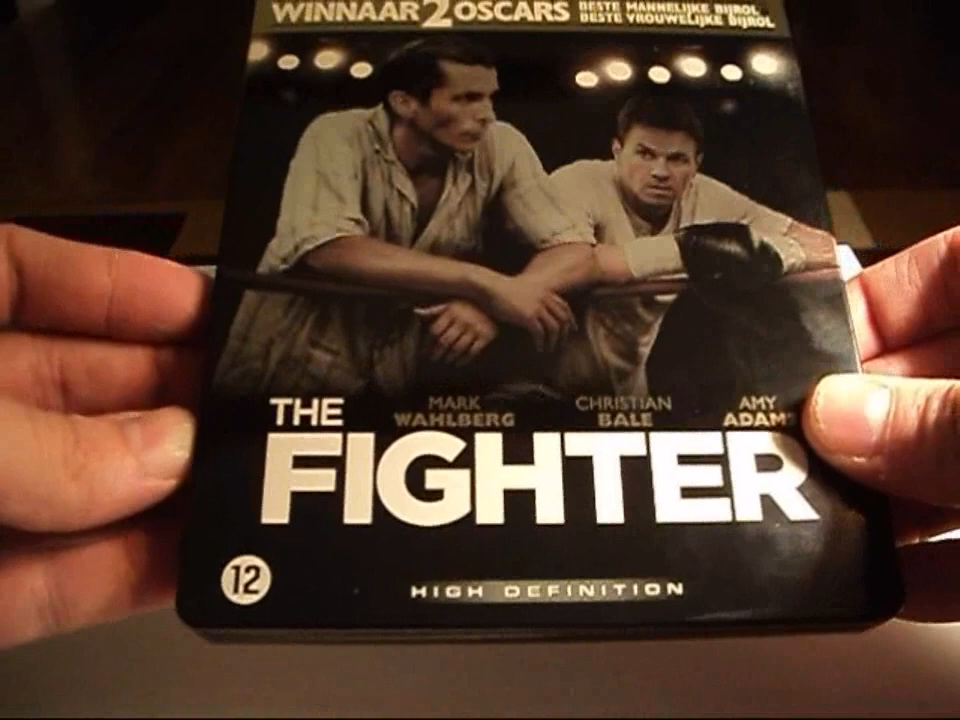 WINNAAR 2 OSCARS BESTE MANNELIJKE BIJROL
BESTE VROUWELIJKE BIJROL
THE
MARK WAHLBERG
CHRISTIAN BALE
AMY ADAMS
FIGHTER
12
HIGH DEFINITION